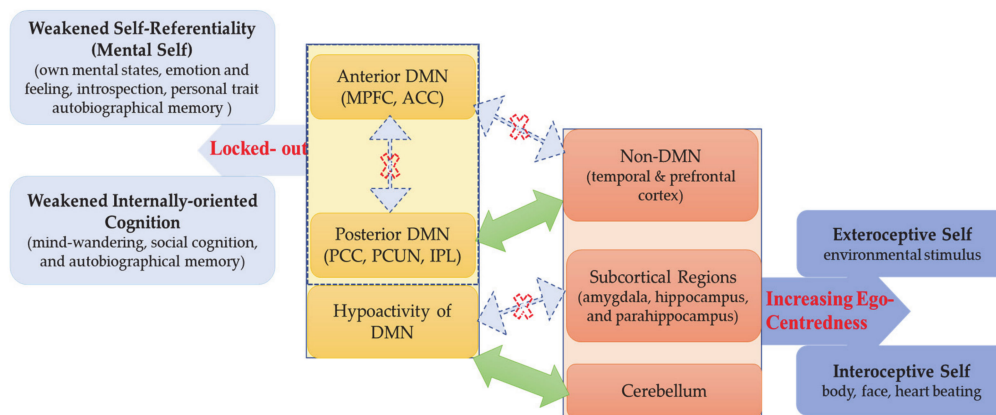 Weakened Self-Referentiality
(Mental Self)
(own mental states, emotion and
feeling, introspection, personal trait
autobiographical memory )
Locked- out
Weakened Internally-oriented
Cognition
(mind-wandering, social cognition,
and autobiographical memory)
Anterior DMN
(MPFC, ACC)
Posterior DMN
(PCC, PCUN, IPL)
Hypoactivity of
DMN
Non-DMN
(temporal & prefrontal
cortex)
Subcortical Regions
(amygdala, hippocampus,
and parahippocampus)
Cerebellum
Exteroceptive Self
environmental stimulus
Increasing Ego-
Centredness
Interoceptive Self
body, face, heart beating